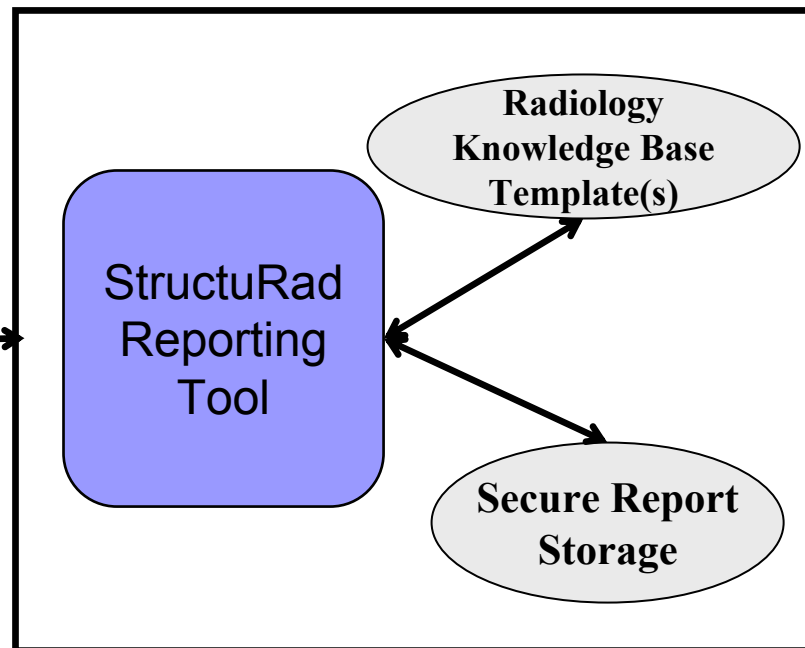 Radiology
Knowledge Base
Template(s)
StructuRad
Reporting
Tool
Secure Report
Storage